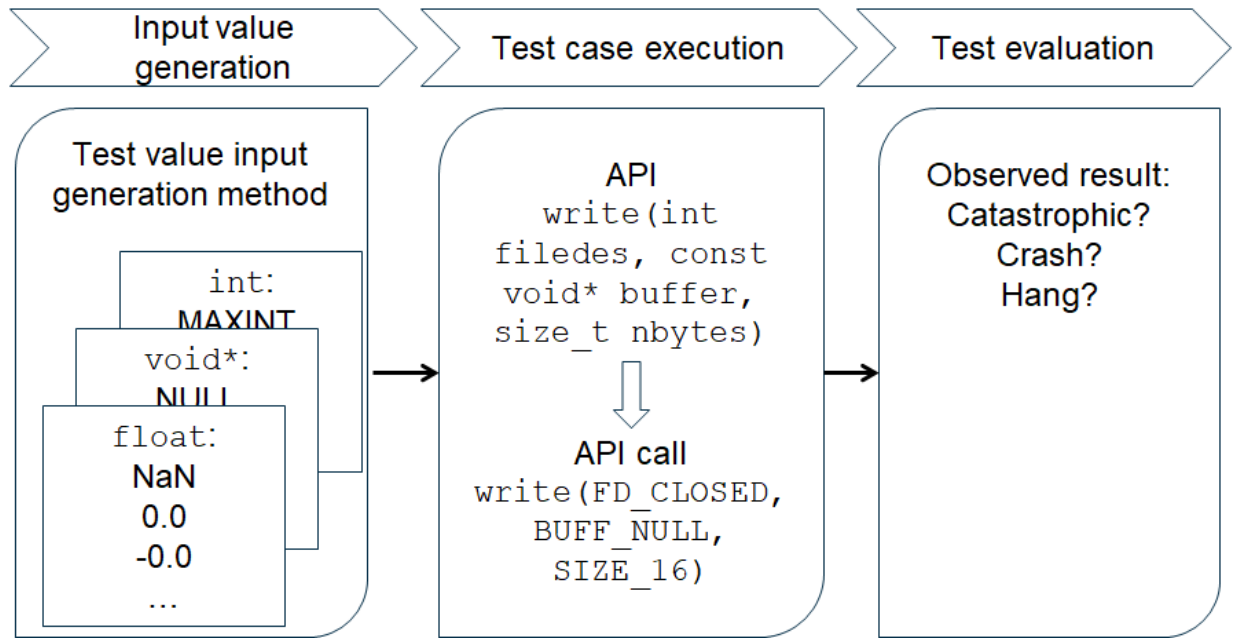 Input value
generation
Test case execution
Test evaluation
Test value input
generation method
int:
MAXINT
void*:
NULL
float:
NaN
0.0
-0.0
...
API
write(int
filedes, const
void* buffer,
size_t nbytes)
API call
write(FD_CLOSED,
BUFF_NULL,
SIZE_16)
Observed result:
Catastrophic?
Crash?
Hang?